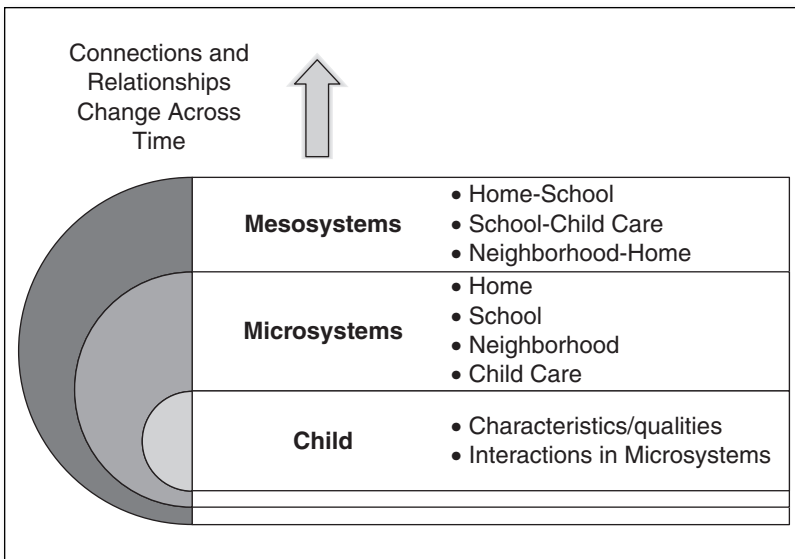 Connections and
Relationships
Change Across
Time
Mesosystems
• Home-School
• School-Child Care
• Neighborhood-Home
Microsystems
• Home
• School
• Neighborhood
• Child Care
Child
• Characteristics/qualities
• Interactions in Microsystems